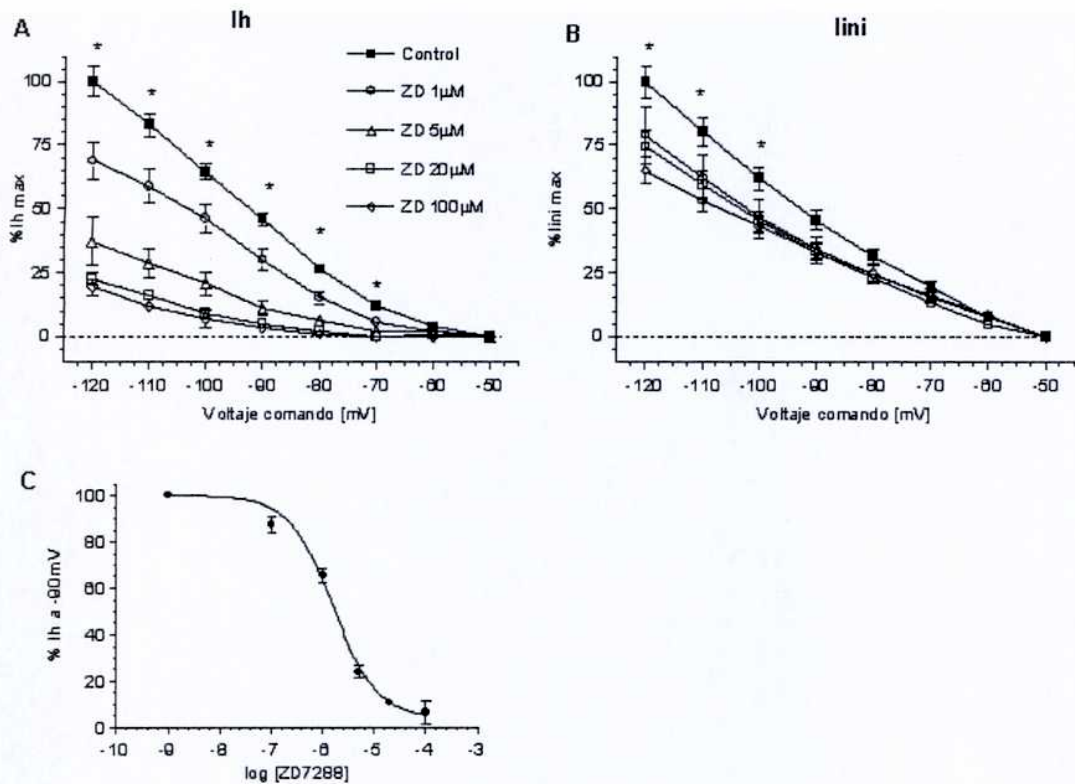 A
Ih
*
*
*
*
*
*
100
75
50
25
0
% Ih max
-120 -110 -100 -90 -80 -70 -60 -50
Voltaje comando [mV]
Control
ZD 1µM
ZD 5µM
ZD 20µM
ZD 100µM
B
Iini
*
*
*
100
75
50
25
0
% Iini max
-120 -110 -100 -90 -80 -70 -60 -50
Voltaje comando [mV]
C
100
80
60
40
20
0
% Ih a -90mV
-10 -9 -8 -7 -6 -5 -4 -3
log [ZD7288]